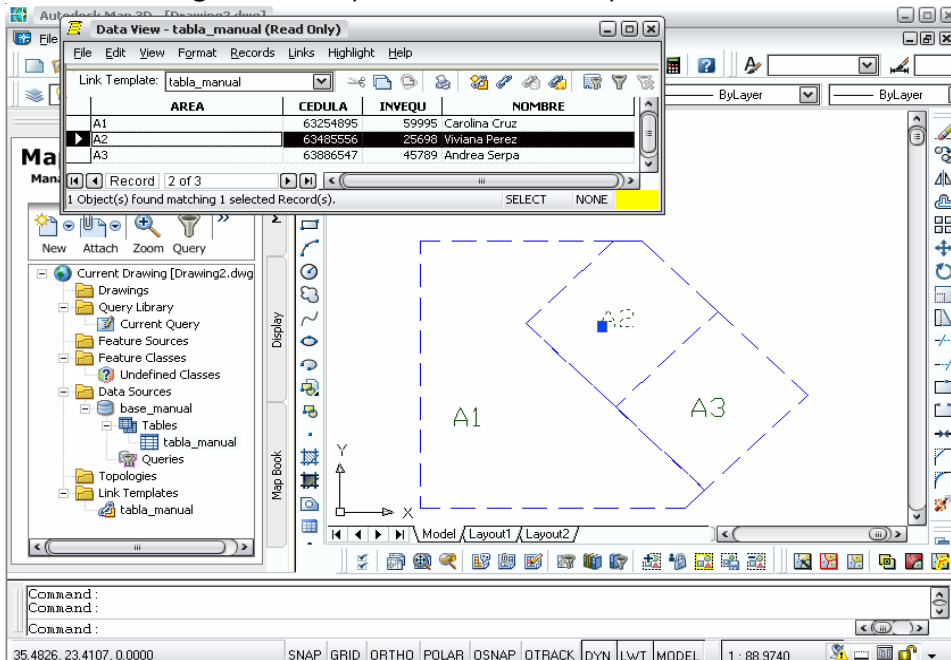 Autodesk Map 3D - [Drawing2.dwg]
Data View - tabla_manual (Read Only)
File
File Edit View Format Records Links Highlight Help
Link Template: tabla_manual
ByLayer ByLayer
AREA CEDULA INVEQU NOMBRE
A1 63254895 59995 Carolina Cruz
A2 63485556 25698 Viviana Perez
A3 63886547 45789 Andrea Serpa
Record 2 of 3
1 Object(s) found matching 1 selected Record(s). SELECT NONE
New Attach Zoom Query
Current Drawing [Drawing2.dwg
Drawings
Query Library
Current Query
Feature Sources
Feature Classes
Undefined Classes
Data Sources
base_manual
Tables
tabla_manual
Queries
Topologies
Link Templates
tabla_manual
Display
Map Book
A2
A1
A3
Y
X
Model Layout1 Layout2
Command:
Command:
Command:
35.4826, 23.4107, 0.0000 SNAP GRID ORTHO POLAR OSNAP OTRACK DYN LWT MODEL 1 : 88.9740